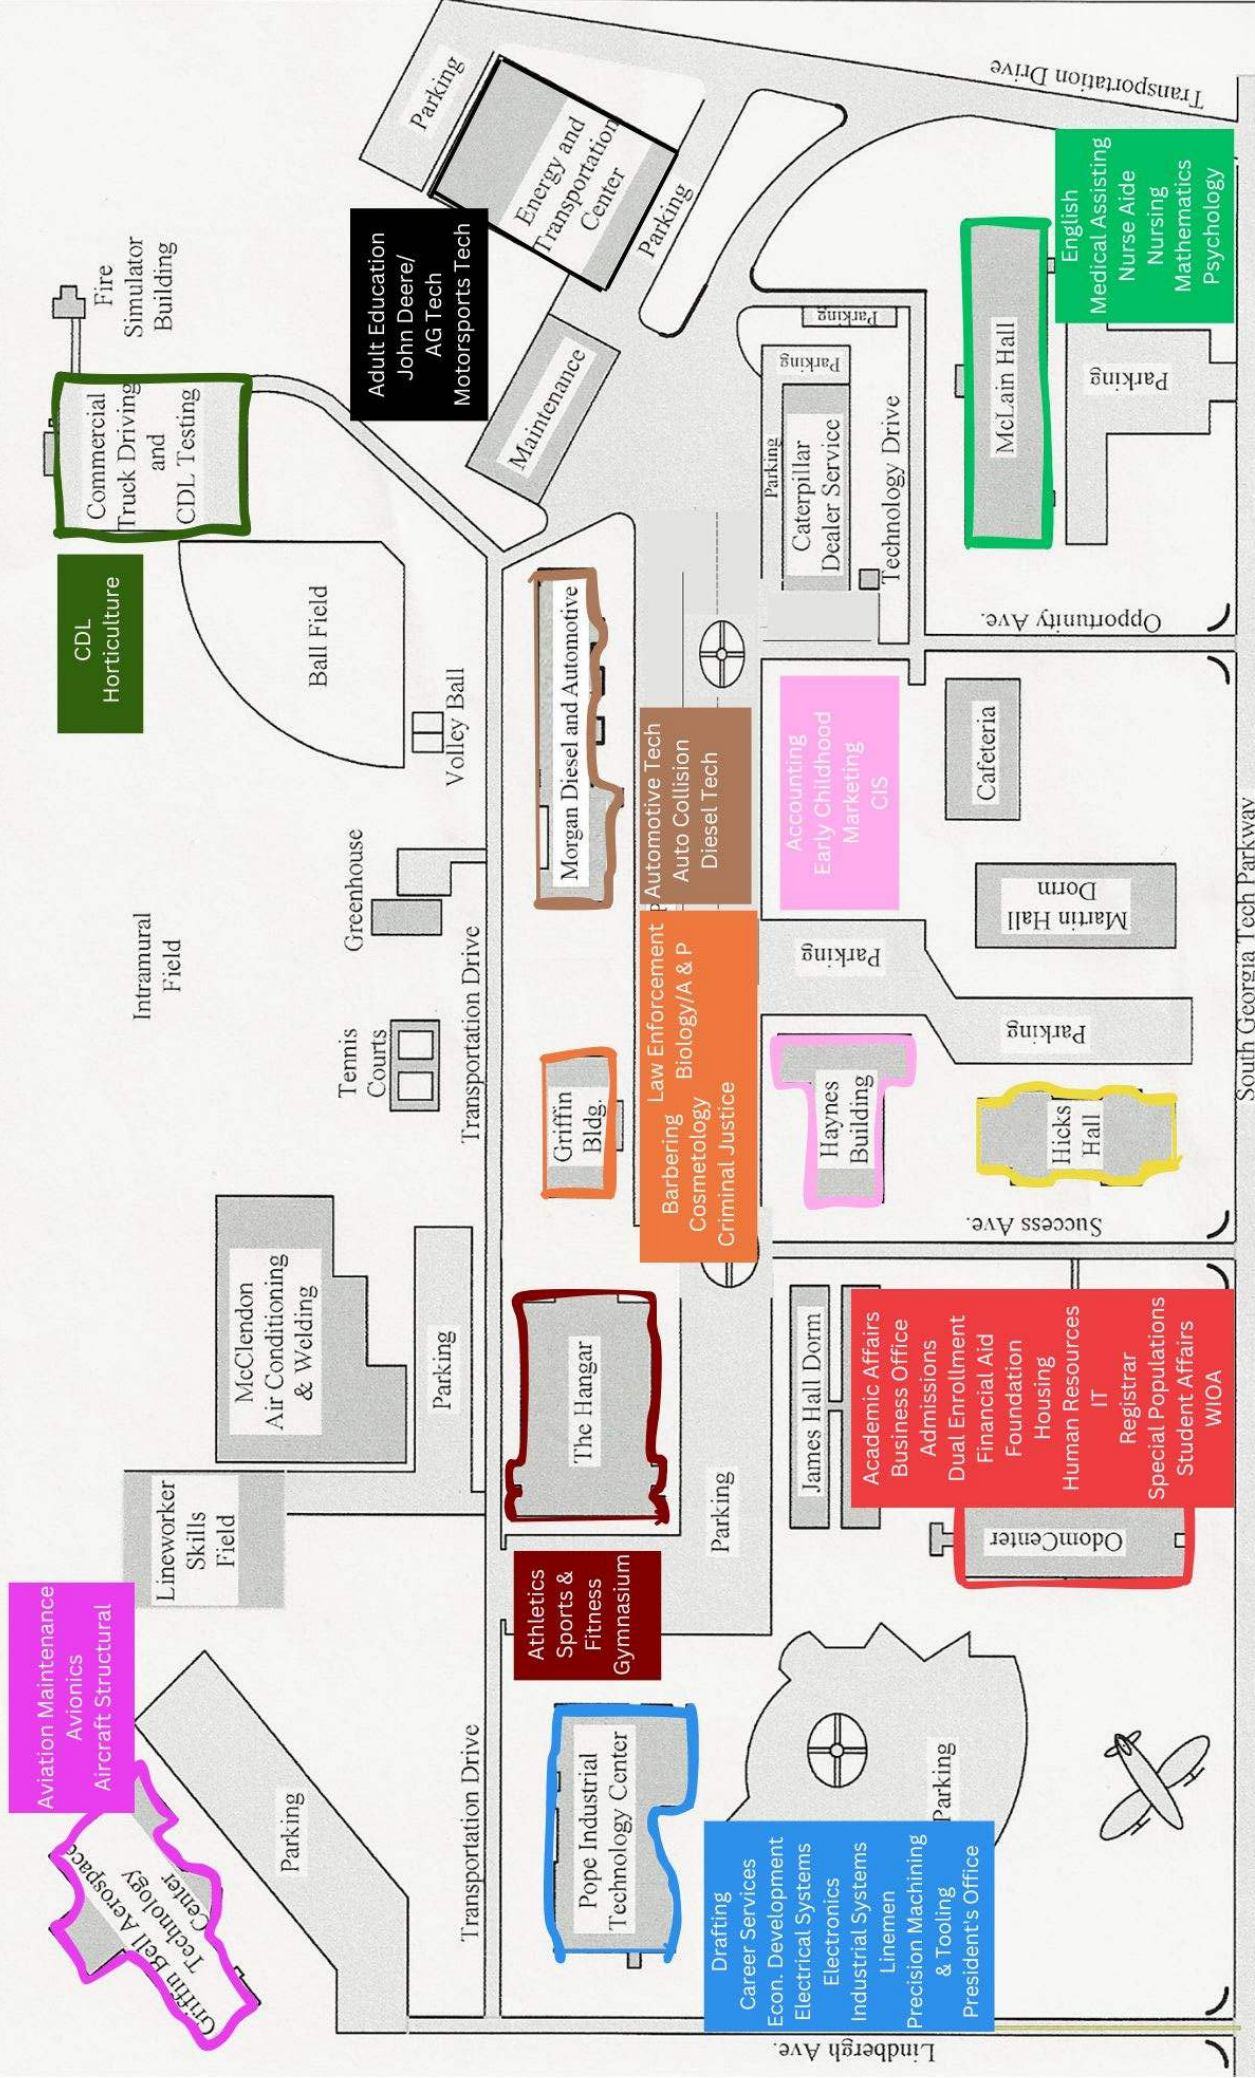 Aviation Maintenance
Avionics
Aircraft Structural
Griffin Bell Aerospace
Technology
Center
Parking
Lineworker
Skills
Field
McClendon
Air Conditioning
& Welding
Parking
Intramural
Field
Tennis
Courts
Greenhouse
Volley Ball
Ball Field
CDL
Horticulture
Commercial
Truck Driving
and
CDL Testing
Fire
Simulator
Building
Transportation Drive
Transportation Drive
Adult Education
John Deere/
AG Tech
Motorsports Tech
Parking
Energy and
Transportation
Center
Parking
Maintenance
Transportation Drive
Pope Industrial
Technology Center
Athletics
Sports &
Fitness
Gymnasium
The Hangar
Parking
Griffin
Bldg.
Law Enforcement
Barbering
Biology/A & P
Cosmetology
Criminal Justice
Morgan Diesel and Automotive
P
Automotive Tech
Auto Collision
Diesel Tech
Parking
Caterpillar
Dealer Service
Parking
Parking
Technology Drive
Drafting
Career Services
Econ. Development
Electrical Systems
Electronics
Industrial Systems
Linemen
Precision Machining
& Tooling
President's Office
Parking
Lindbergh Ave.
James Hall Dorm
Academic Affairs
Business Office
Admissions
Dual Enrollment
Financial Aid
Foundation
Housing
Human Resources
IT
Registrar
Special Populations
Student Affairs
WIOA
OdomCenter
Success Ave.
Haynes
Building
Hicks
Hall
Parking
Parking
Accounting
Early Childhood
Marketing
CIS
Martin Hall
Dorm
Cafeteria
Opportunity Ave.
McLain Hall
Parking
English
Medical Assisting
Nurse Aide
Nursing
Mathematics
Psychology
South Georgia Tech Parkway